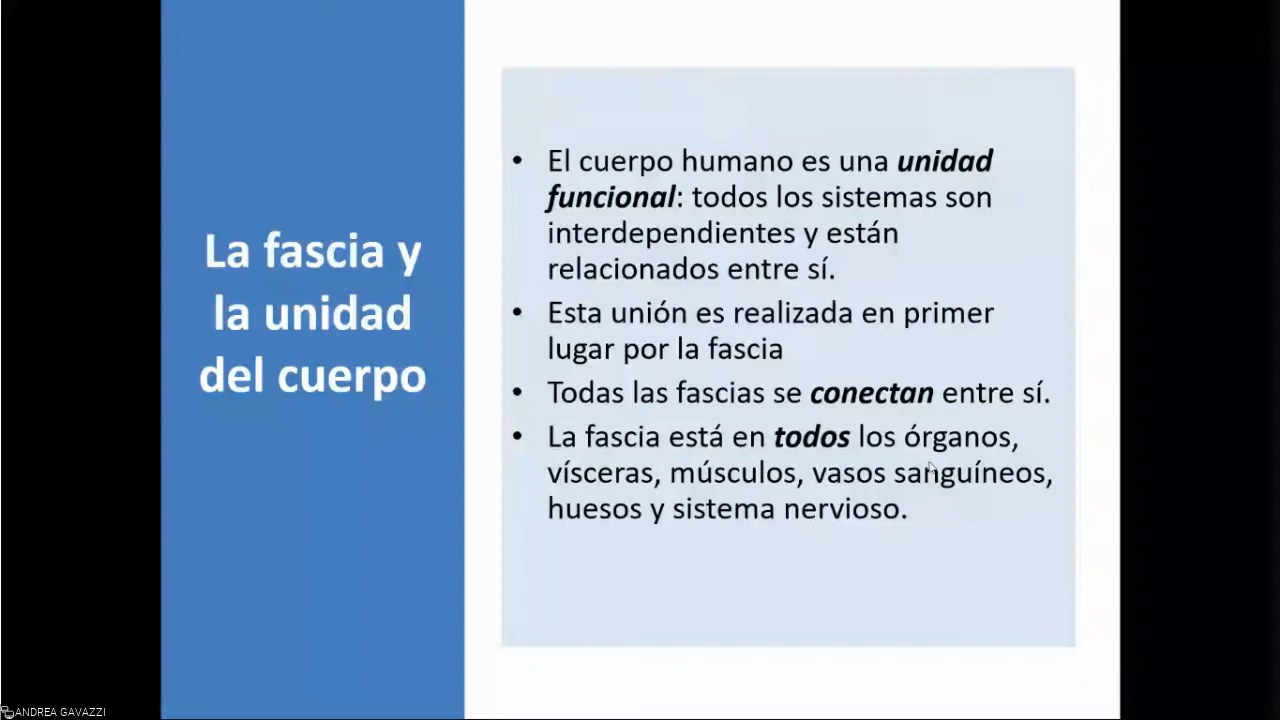 La fascia y
la unidad
del cuerpo
• El cuerpo humano es una unidad
funcional: todos los sistemas son
interdependientes y están
relacionados entre sí.
• Esta unión es realizada en primer
lugar por la fascia
• Todas las fascias se conectan entre sí.
• La fascia está en todos los órganos,
vísceras, músculos, vasos sanguíneos,
huesos y sistema nervioso.
ANDREA GAVAZZI